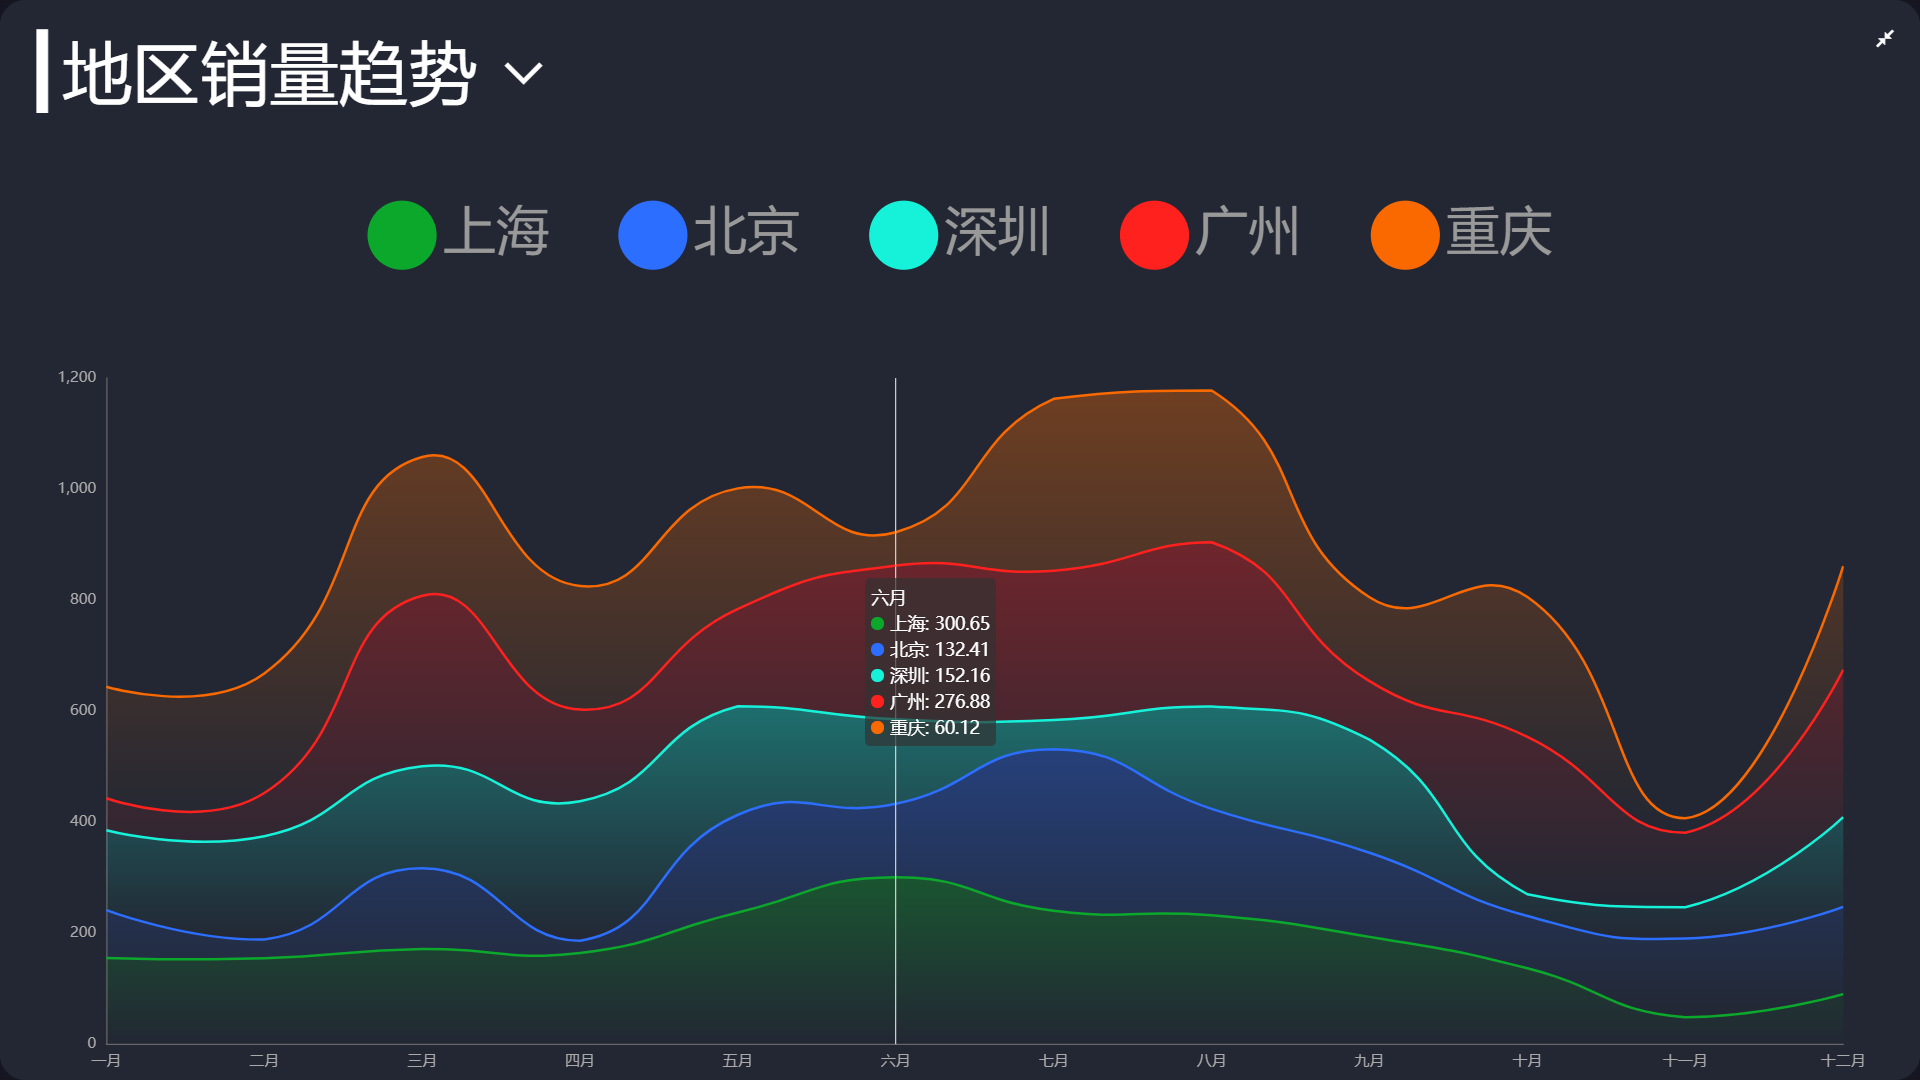 地区销量趋势
上海 北京 深圳 广州 重庆
1,200
1,000
800
600
400
200
0
六月
上海: 300.65
北京: 132.41
深圳: 152.16
广州: 276.88
重庆: 60.12
一月 二月 三月 四月 五月 六月 七月 八月 九月 十月 十一月 十二月